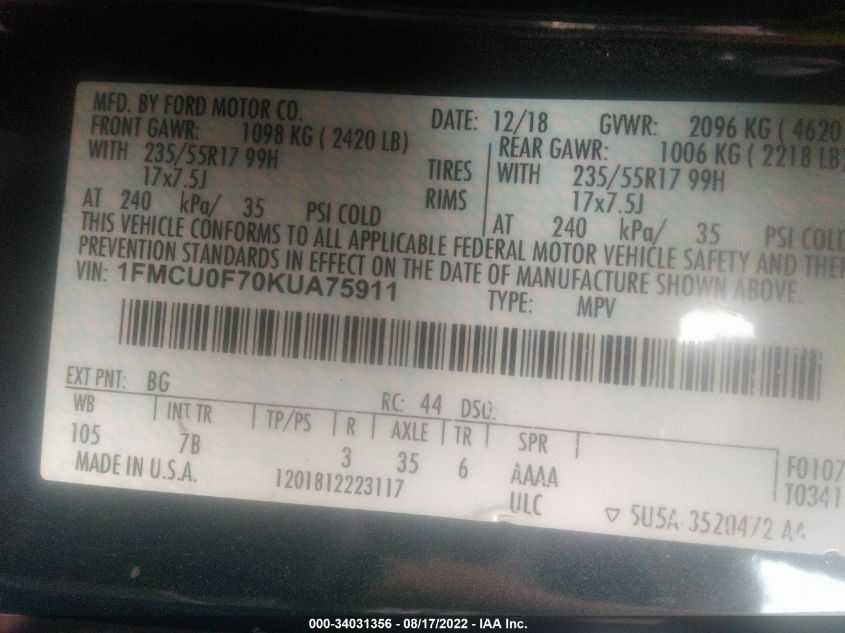 MFD. BY FORD MOTOR CO. DATE: 12/18 GVWR: 2096 KG ( 4620
FRONT GAWR: 1098 KG ( 2420 LB) REAR GAWR: 1006 KG ( 2218 LB)
WITH 235/55R17 99H TIRES WITH 235/55R17 99H
17x7.5J RIMS 17x7.5J
AT 240 kPa/ 35 PSI COLD AT 240 kPa/ 35 PSI COLD
THIS VEHICLE CONFORMS TO ALL APPLICABLE FEDERAL MOTOR VEHICLE SAFETY AND
PREVENTION STANDARDS IN EFFECT ON THE DATE OF MANUFACTURE SHOWN ABOVE.
VIN: 1FMCU0F70KUA75911 TYPE: MPV
EXT PNT: BG RC: 44 DSO:
WB INT TR TP/PS R AXLE TR SPR
105 7B 3 35 6 AAAA F0107
MADE IN U.S.A. 1201812223117 ULC T0341
▽ 5U5A-3520472 A
000-34031356 - 08/17/2022 - IAA Inc.